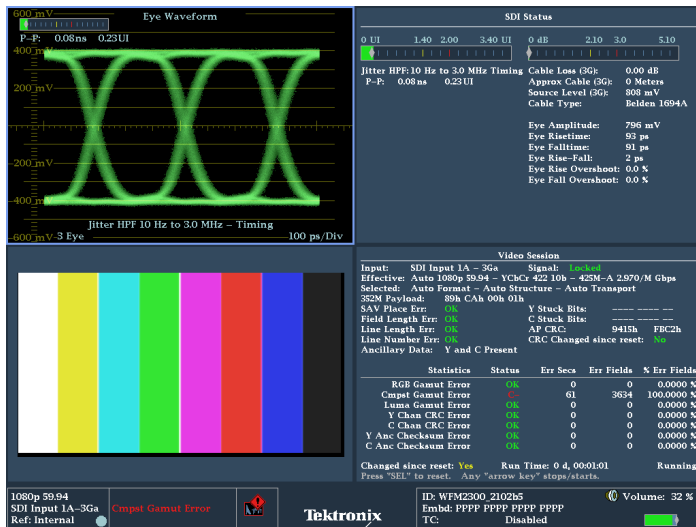 Eye Waveform
600 mV
P-P: 0.08ns 0.23UI
400 mV
200 mV
mV
200 mV
400 mV
Jitter HPF 10 Hz to 3.0 MHz - Timing
-600 mV -3 Eye 100 ps/Div
SDI Status
0 UI 1.40 2.00 3.40 UI 0 dB 2.10 3.0 5.10
Jitter HPF: 10 Hz to 3.0 MHz Timing
P-P: 0.08ns 0.23UI
Cable Loss (3G): 0.00 dB
Approx Cable (3G): 0 Meters
Source Level (3G): 808 mV
Cable Type: Belden 1694A
Eye Amplitude: 796 mV
Eye Risetime: 93 ps
Eye Falltime: 91 ps
Eye Rise-Fall: 2 ps
Eye Rise Overshoot: 0.0 %
Eye Fall Overshoot: 0.0 %
Video Session
Input: SDI Input 1A - 3Ga Signal: Locked
Effective: Auto 1080p 59.94 - YCbCr 422 10b - 425M-A 2.970/M Gbps
Selected: Auto Format - Auto Structure - Auto Transport
352M Payload: 89h CAh 00h 01h
SAV Place Err: OK Y Stuck Bits: ---- ---- --
Field Length Err: OK C Stuck Bits: ---- ---- --
Line Length Err: OK AP CRC: 9415h FBC2h
Line Number Err: OK CRC Changed since reset: No
Ancillary Data: Y and C Present
Statistics Status Err Secs Err Fields % Err Fields
RGB Gamut Error OK 0 0 0.0000 %
Cmpst Gamut Error C- 61 3634 100.0000 %
Luma Gamut Error OK 0 0 0.0000 %
Y Chan CRC Error OK 0 0 0.0000 %
C Chan CRC Error OK 0 0 0.0000 %
Y Anc Checksum Error OK 0 0 0.0000 %
C Anc Checksum Error OK 0 0 0.0000 %
Changed since reset: Yes Run Time: 0 d, 00:01:01 Running
Press "SEL" to reset. Any "arrow key" stops/starts.
1080p 59.94
SDI Input 1A-3Ga
Ref: Internal
Cmpst Gamut Error
Tektronix
ID: WFM2300_2102b5 Volume: 32 %
Embd: PPPP PPPP PPPP PPPP
TC: Disabled